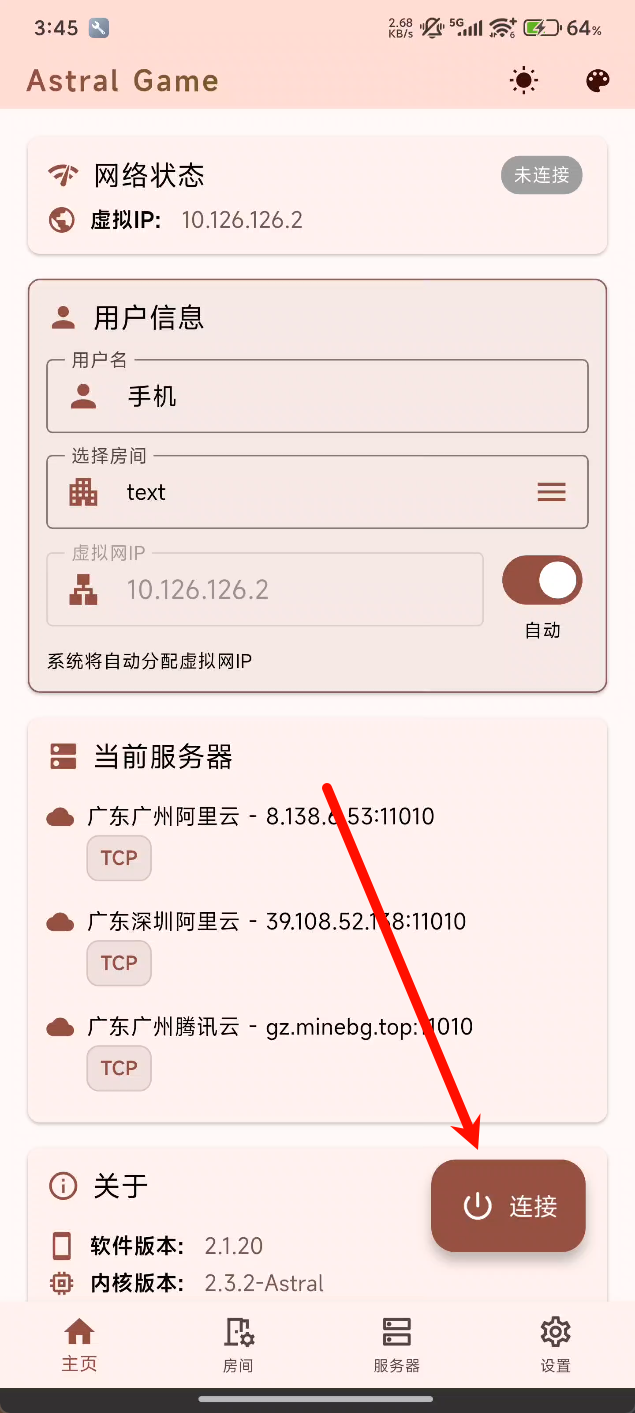 3:45
2.68 KB/s 5G 6 64%
Astral Game
网络状态
未连接
虚拟IP: 10.126.126.2
用户信息
用户名
手机
选择房间
text
虚拟网IP
10.126.126.2
自动
系统将自动分配虚拟网IP
当前服务器
广东广州阿里云 - 8.138.6.53:11010
TCP
广东深圳阿里云 - 39.108.52.138:11010
TCP
广东广州腾讯云 - gz.minebg.top:11010
TCP
关于
连接
软件版本: 2.1.20
内核版本: 2.3.2-Astral
主页 房间 服务器 设置